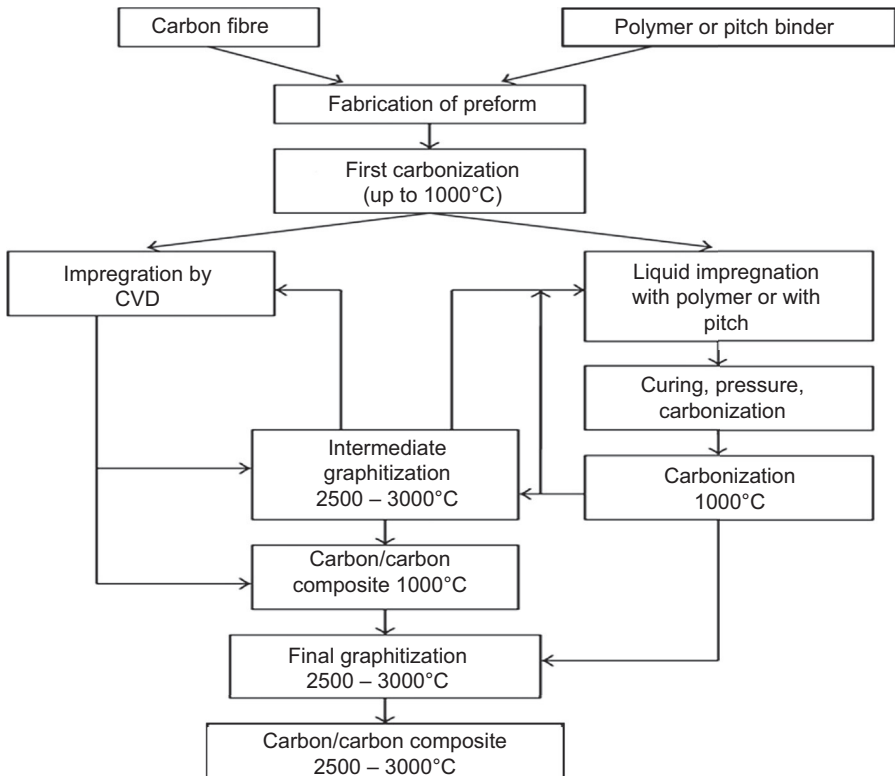 Carbon fibre
Polymer or pitch binder
Fabrication of preform
First carbonization
(up to 1000°C)
Impregration by
CVD
Liquid impregnation
with polymer or with
pitch
Curing, pressure,
carbonization
Intermediate
graphitization
2500 – 3000°C
Carbonization
1000°C
Carbon/carbon
composite 1000°C
Final graphitization
2500 – 3000°C
Carbon/carbon composite
2500 – 3000°C